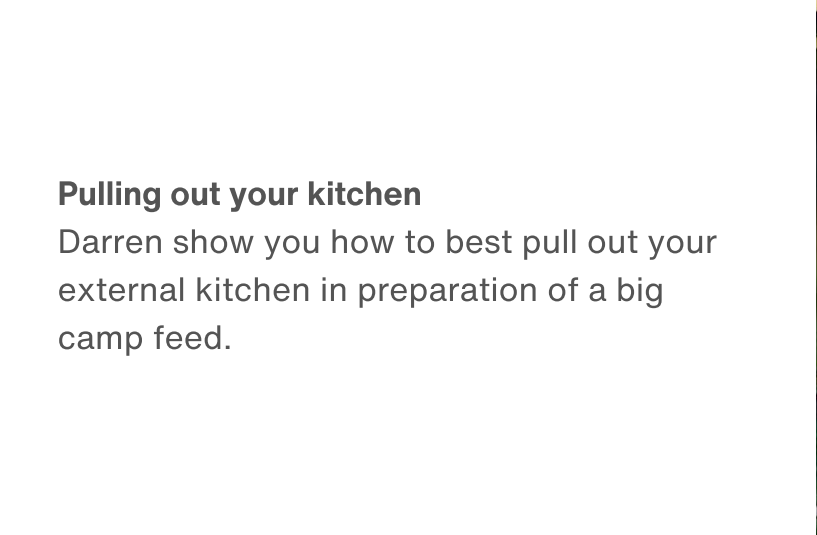 Pulling out your kitchen
Darren show you how to best pull out your
external kitchen in preparation of a big
camp feed.